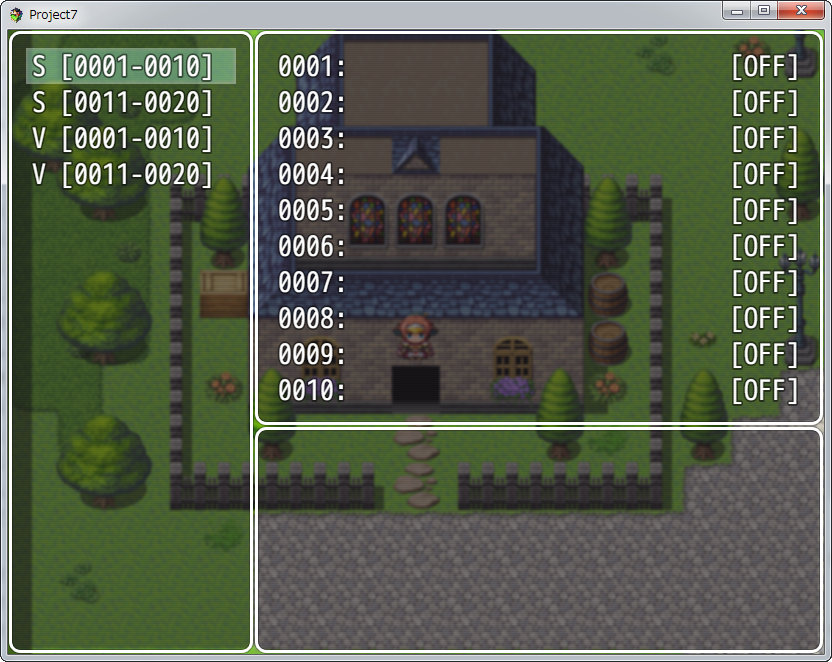 Project7
S [0001-0010]
S [0011-0020]
V [0001-0010]
V [0011-0020]
0001: [OFF]
0002: [OFF]
0003: [OFF]
0004: [OFF]
0005: [OFF]
0006: [OFF]
0007: [OFF]
0008: [OFF]
0009: [OFF]
0010: [OFF]